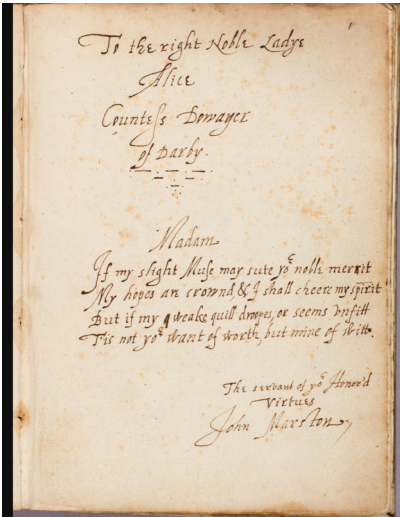 To the right Noble Ladye
Alice
Countess Dowager
of Darby.
Madam
If my slight Muse may sute yor noble merrit
My hopes are crownd, & I shall cheere my spirit
But if my weake quill droopes, or seems vnfitt
Tis not yor want of worth, but mine of witt.
The servant of yor Honor'd
Virtues
John Marston